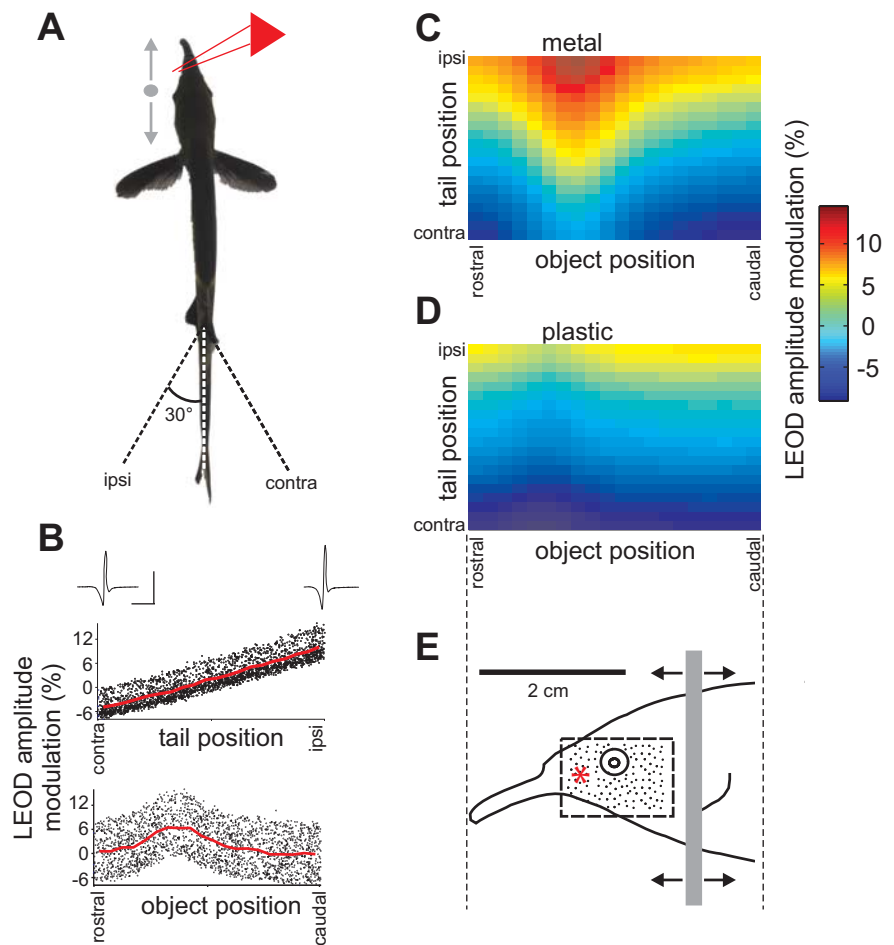 A
30°
ipsi
contra
B
LEOD amplitude
modulation (%)
12
6
0
-6
contra
tail position
ipsi
12
6
0
-6
rostral
object position
caudal
C
metal
ipsi
tail position
contra
rostral
object position
caudal
D
plastic
ipsi
tail position
contra
rostral
object position
caudal
LEOD amplitude modulation (%)
10
5
0
-5
E
2 cm
*